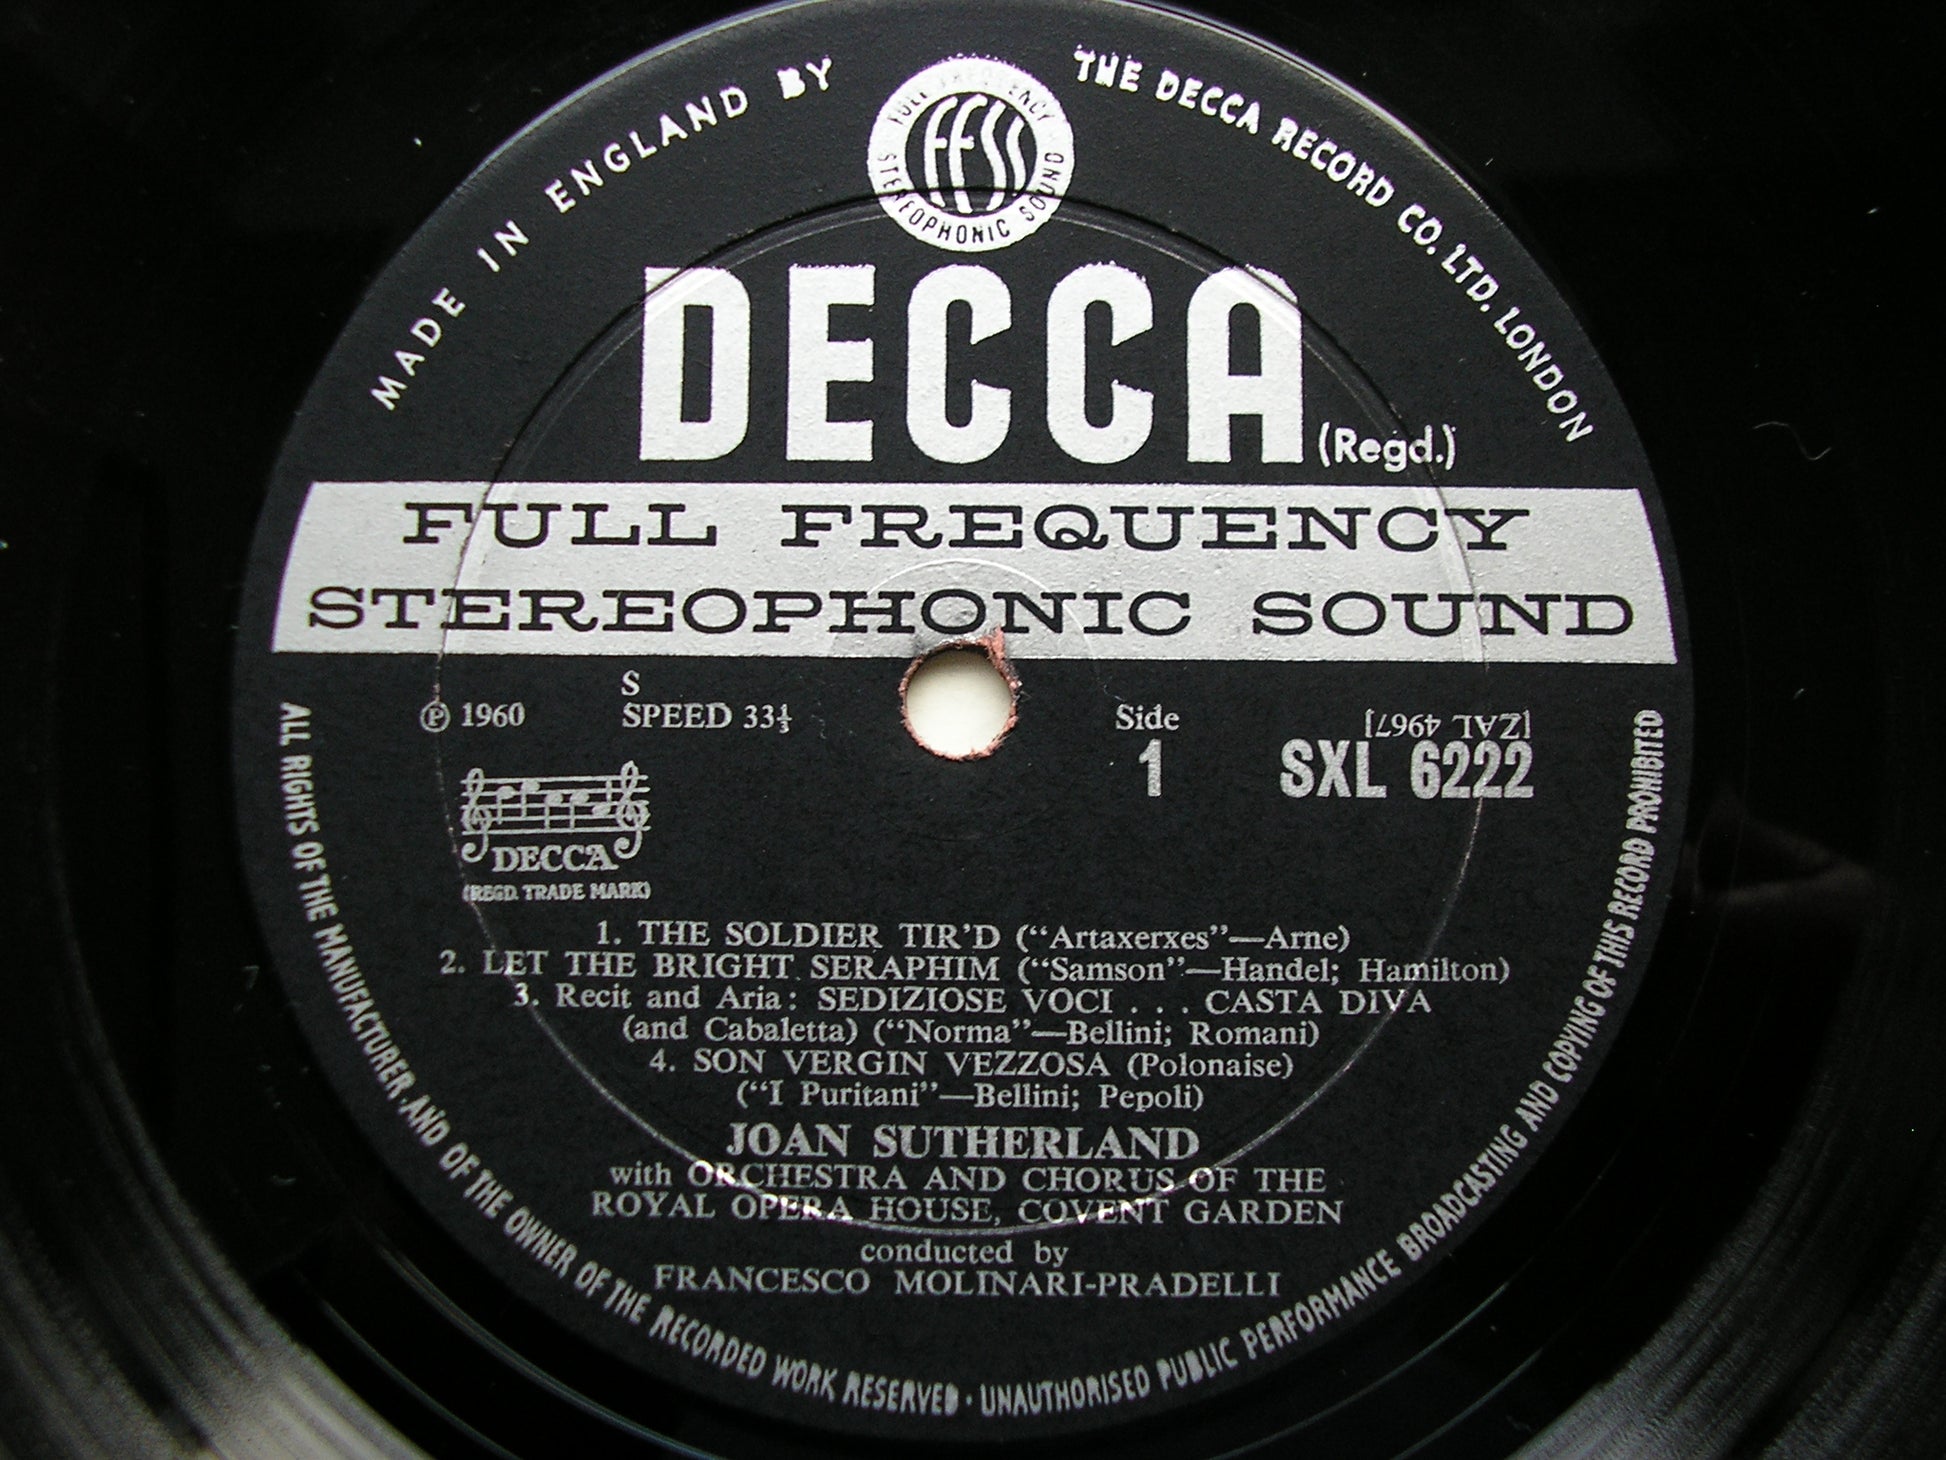 MADE IN ENGLAND BY
THE DECCA RECORD CO. LTD. LONDON
FULL FREQUENCY
FFSS
STEREOPHONIC SOUND
DECCA (Regd.)
FULL FREQUENCY
STEREOPHONIC SOUND
Ⓟ 1960
S
SPEED 33⅓
Side
1
[ZAL 4967]
SXL 6222
DECCA
(REGD. TRADE MARK)
1. THE SOLDIER TIR'D (“Artaxerxes”—Arne)
2. LET THE BRIGHT SERAPHIM (“Samson”—Handel; Hamilton)
3. Recit and Aria: SEDIZIOSE VOCI . . . CASTA DIVA
(and Cabaletta) (“Norma”—Bellini; Romani)
4. SON VERGIN VEZZOSA (Polonaise)
(“I Puritani”—Bellini; Pepoli)
JOAN SUTHERLAND
with ORCHESTRA AND CHORUS OF THE
ROYAL OPERA HOUSE, COVENT GARDEN
conducted by
FRANCESCO MOLINARI-PRADELLI
ALL RIGHTS OF THE MANUFACTURER AND OF THE OWNER OF THE RECORDED WORK RESERVED · UNAUTHORISED PUBLIC PERFORMANCE BROADCASTING AND COPYING OF THIS RECORD PROHIBITED